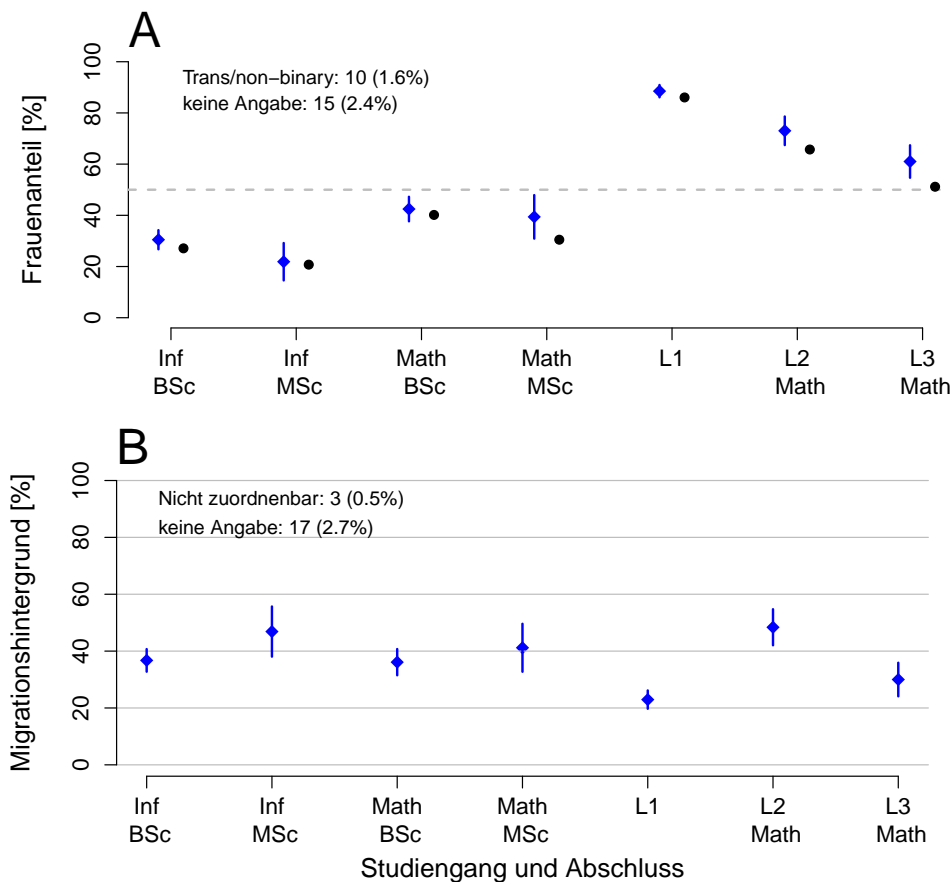 A
Trans/non−binary: 10 (1.6%)
keine Angabe: 15 (2.4%)
Frauenanteil [%]
100
80
60
40
20
0
Inf BSc
Inf MSc
Math BSc
Math MSc
L1
L2 Math
L3 Math
B
Nicht zuordnenbar: 3 (0.5%)
keine Angabe: 17 (2.7%)
Migrationshintergrund [%]
100
80
60
40
20
0
Inf BSc
Inf MSc
Math BSc
Math MSc
L1
L2 Math
L3 Math
Studiengang und Abschluss